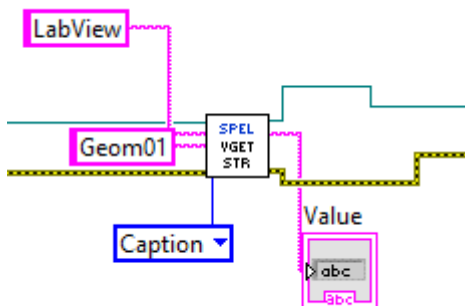 LabView
Geom01
SPEL
VGET
STR
Caption
Value
abc
abc